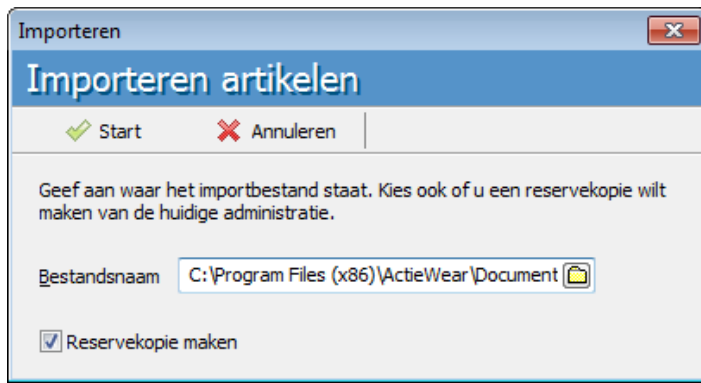 Importeren
Importeren artikelen
Start Annuleren
Geef aan waar het importbestand staat. Kies ook of u een reservekopie wilt
maken van de huidige administratie.
Bestandsnaam C:\Program Files (x86)\ActieWear\Document
Reservekopie maken